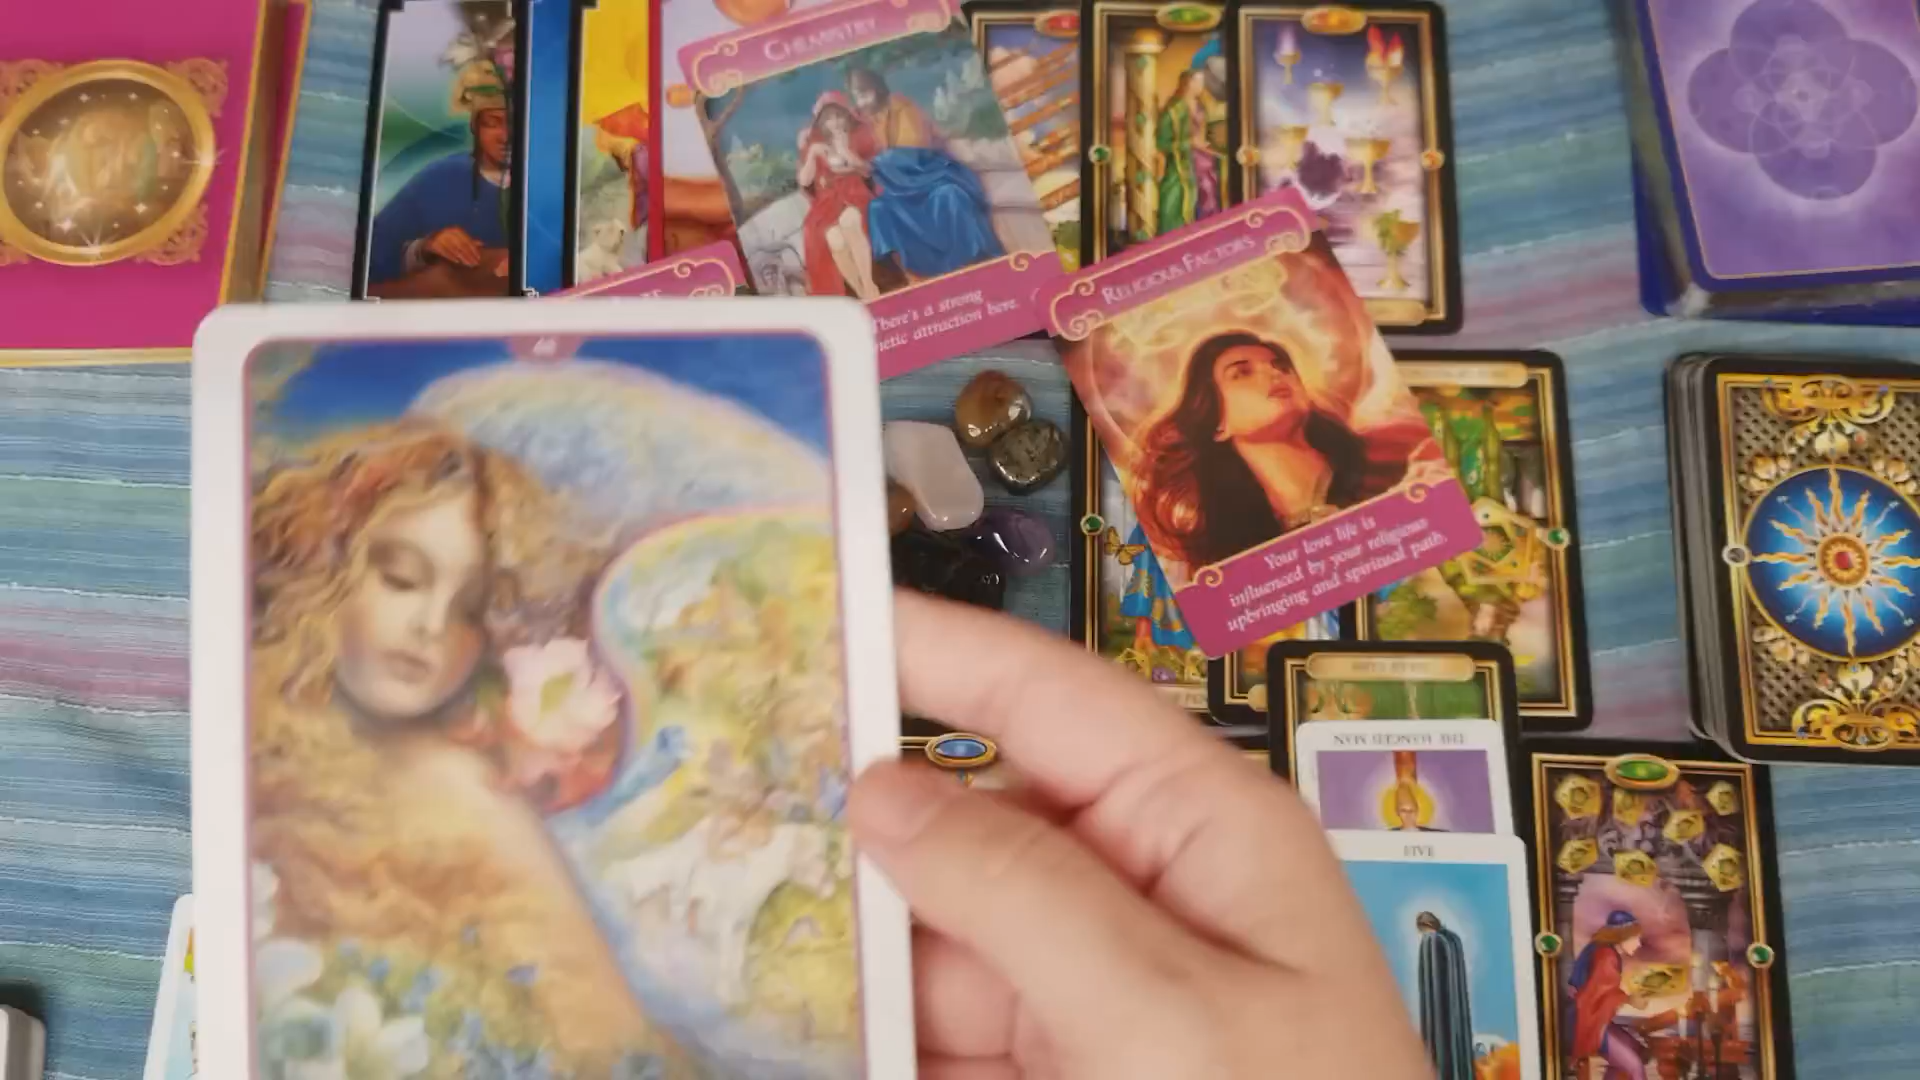 CHEMISTRY
There's a strong
netic attraction here.
RELIGIOUS FACTORS
Your love life is
influenced by your religious
upbringing and spiritual path.
THE HANGED MAN
FIVE